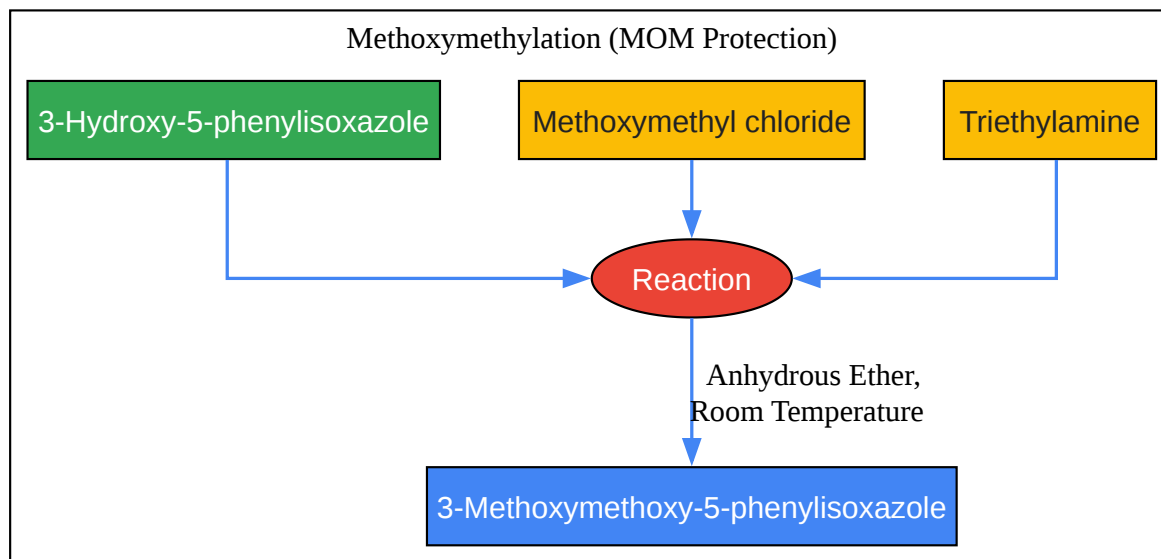 Methoxymethylation (MOM Protection)
3-Hydroxy-5-phenylisoxazole
Methoxymethyl chloride
Triethylamine
Reaction
Anhydrous Ether,
Room Temperature
3-Methoxymethoxy-5-phenylisoxazole